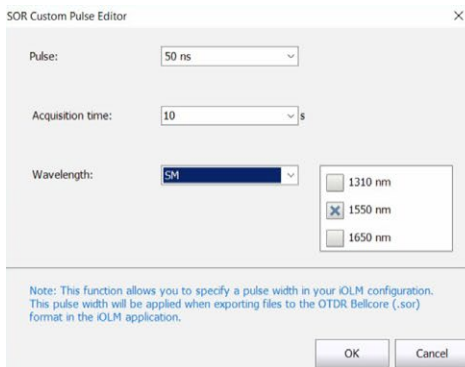 SOR Custom Pulse Editor
Pulse: 50 ns
Acquisition time: 10 s
Wavelength: SM
1310 nm
1550 nm
1650 nm
Note: This function allows you to specify a pulse width in your iOLM configuration.
This pulse width will be applied when exporting files to the OTDR Bellcore (.sor)
format in the iOLM application.
OK Cancel